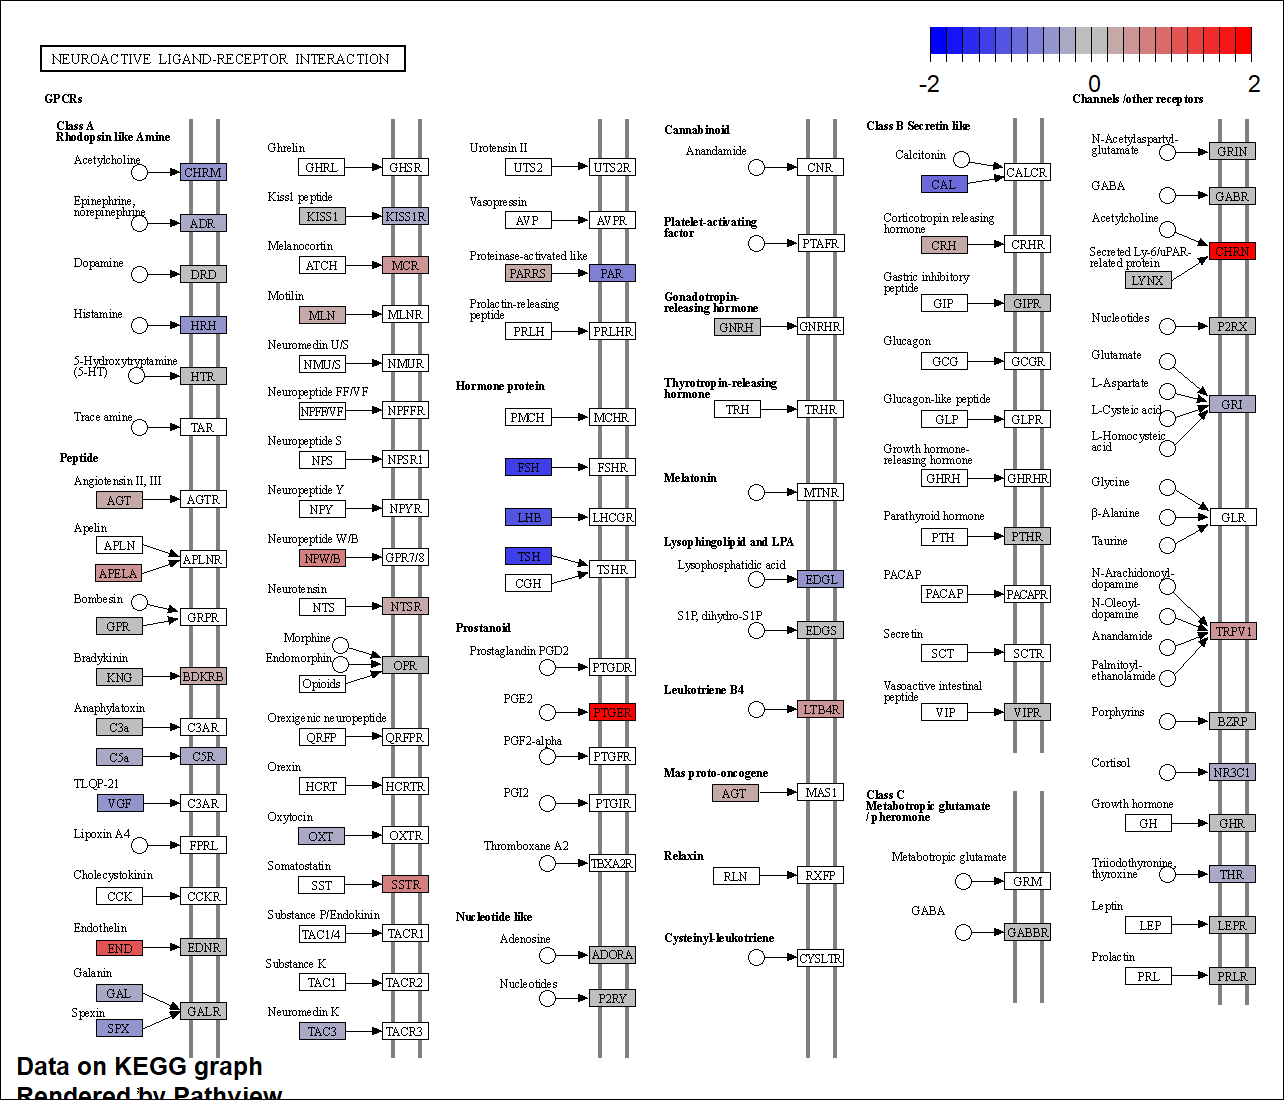 NEUROACTIVE LIGAND-RECEPTOR INTERACTION
-2
0
2
GPCRs
Class A
Rhodopsin like Amine
Acetylcholine
CHRM
Epinephrine,
norepinephrine
ADR
Dopamine
DRD
Histamine
HRH
5-Hydroxytryptamine
(5-HT)
HTR
Trace amine
TAR
Peptide
Angiotensin II, III
AGT
AGTR
Apelin
APLN
APLNR
APELA
Bombesin
GRPR
GPR
Bradykinin
KNG
BDKRB
Anaphylatoxin
C3a
C3AR
C5a
C5R
TLQP-21
VGF
C3AR
Lipoxin A4
FPRL
Cholecystokinin
CCK
CCKR
Endothelin
END
EDNR
Galanin
GAL
GALR
Spexin
SPX
Ghrelin
GHRL
GHSR
Kiss1 peptide
KISS1
KISS1R
Melanocortin
ATCH
MCR
Motilin
MLN
MLNR
Neuromedin U/S
NMU/S
NMUR
Neuropeptide FF/VF
NPFF/VF
NPFFR
Neuropeptide S
NPS
NPSR1
Neuropeptide Y
NPY
NPYR
Neuropeptide W/B
NPW/B
GPR7/8
Neurotensin
NTS
NTSR
Morphine
Endomorphin
OPR
Opioids
Orexigenic neuropeptide
QRFP
QRFPR
Orexin
HCRT
HCRTR
Oxytocin
OXT
OXTR
Somatostatin
SST
SSTR
Substance P/Endokinin
TAC1/4
TACR1
Substance K
TAC1
TACR2
Neuromedin K
TAC3
TACR3
Urotensin II
UTS2
UTS2R
Vasopressin
AVP
AVPR
Proteinase-activated like
PARRS
PAR
Prolactin-releasing
peptide
PRLH
PRLHR
Hormone protein
PMCH
MCHR
FSH
FSHR
LHB
LHCGR
TSH
TSHR
CGH
Prostanoid
Prostaglandin PGD2
PTGDR
PGE2
PTGER
PGF2-alpha
PTGFR
PGI2
PTGIR
Thromboxane A2
TBXA2R
Nucleotide like
Adenosine
ADORA
Nucleotides
P2RY
Cannabinoid
Anandamide
CNR
Platelet-activating
factor
PTAFR
Gonadotropin-
releasing hormone
GNRH
GNRHR
Thyrotropin-releasing
hormone
TRH
TRHR
Melatonin
MTNR
Lysophingolipid and LPA
Lysophosphatidic acid
EDGL
S1P, dihydro-S1P
EDGS
Leukotriene B4
LTB4R
Mas proto-oncogene
AGT
MAS1
Relaxin
RLN
RXFP
Cysteinyl-leukotriene
CYSLTR
Class B Secretin like
Calcitonin
CALCR
CAL
Corticotropin releasing
hormone
CRH
CRHR
Gastric inhibitory
peptide
GIP
GIPR
Glucagon
GCG
GCGR
Glucagon-like peptide
GLP
GLPR
Growth hormone-
releasing hormone
GHRH
GHRHR
Parathyroid hormone
PTH
PTHR
PACAP
PACAP
PACAPR
Secretin
SCT
SCTR
Vasoactive intestinal
peptide
VIP
VIPR
Class C
Metabotropic glutamate
/ pheromone
Metabotropic glutamate
GRM
GABA
GABBR
Channels /other receptors
N-Acetylaspartyl-
glutamate
GRIN
GABA
GABR
Acetylcholine
CHRN
Secreted Ly-6/uPAR-
related protein
LYNX
Nucleotides
P2RX
Glutamate
L-Aspartate
GRI
L-Cysteic acid
L-Homocysteic
acid
Glycine
β-Alanine
GLR
Taurine
N-Arachidonoyl-
dopamine
N-Oleoyl-
dopamine
TRPV1
Anandamide
Palmitoyl-
ethanolamide
Porphyrins
BZRP
Cortisol
NR3C1
Growth hormone
GH
GHR
Triiodothyronine,
thyroxine
THR
Leptin
LEP
LEPR
Prolactin
PRL
PRLR
Data on KEGG graph
Rendered by Pathview